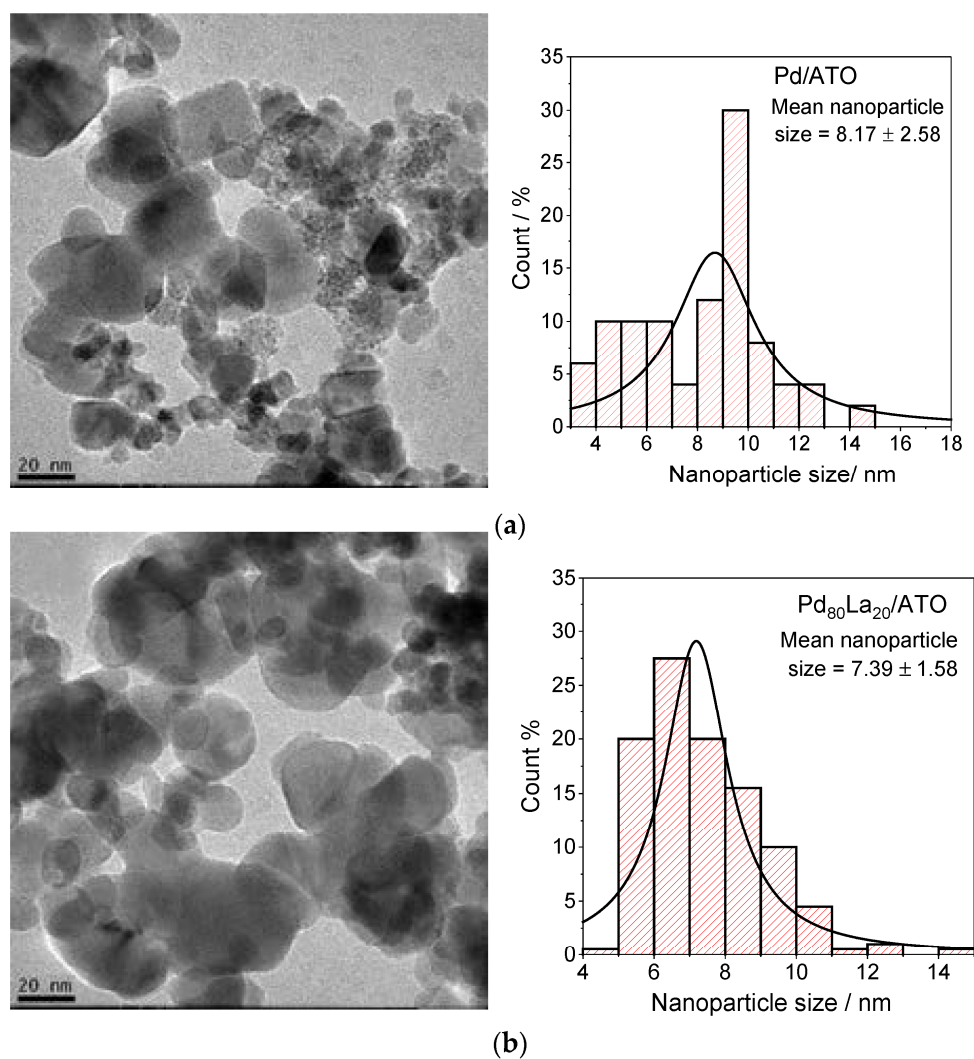 20 nm
Pd/ATO
Mean nanoparticle
size = 8.17 ± 2.58
35
30
25
20
15
10
5
0
Count / %
4 6 8 10 12 14 16 18
Nanoparticle size/ nm
(a)
20 nm
Pd80La20/ATO
Mean nanoparticle
size = 7.39 ± 1.58
35
30
25
20
15
10
5
0
Count %
4 6 8 10 12 14
Nanoparticle size / nm
(b)